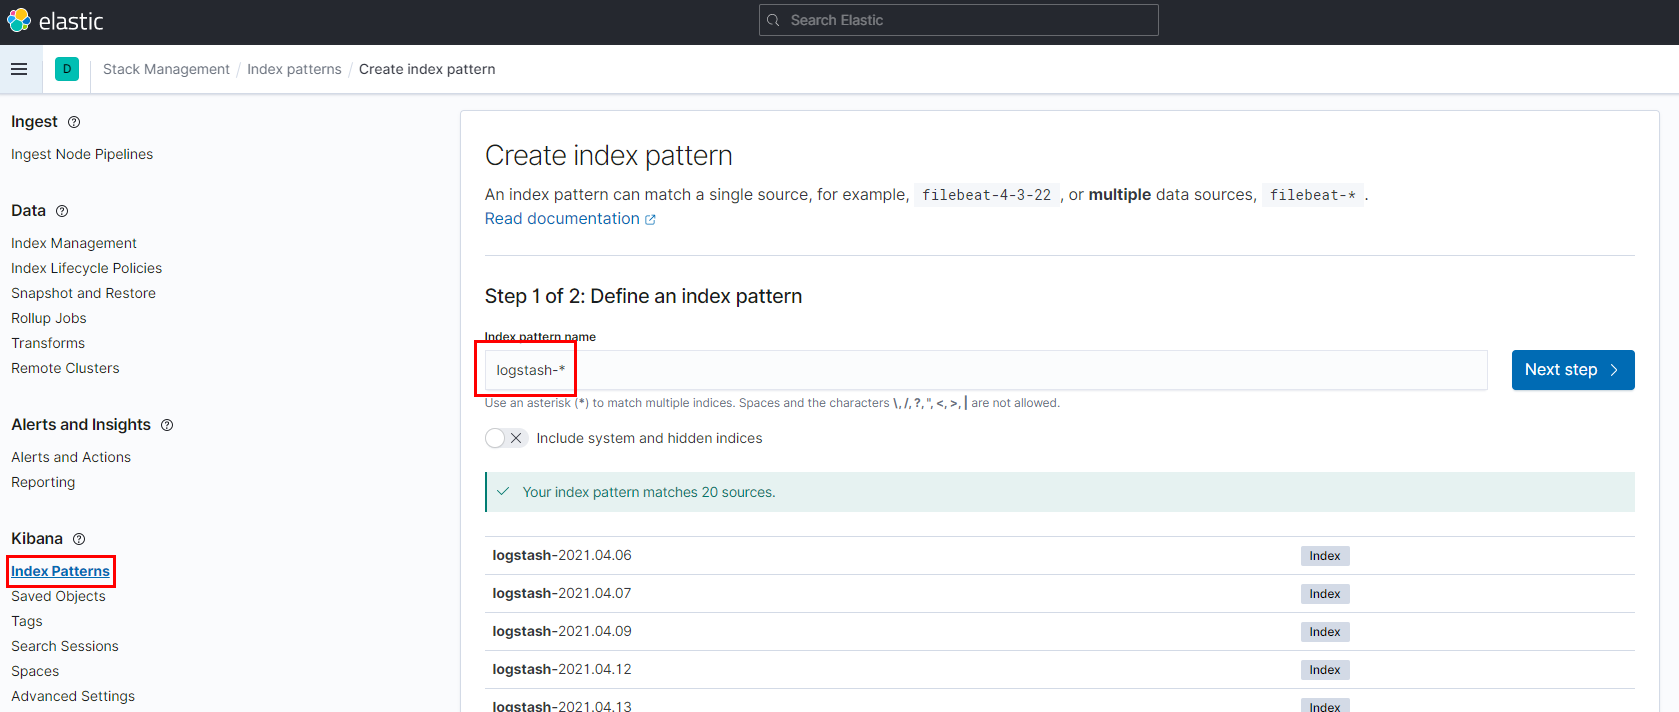 elastic
Search Elastic
D
Stack Management / Index patterns / Create index pattern
Ingest
Ingest Node Pipelines
Data
Index Management
Index Lifecycle Policies
Snapshot and Restore
Rollup Jobs
Transforms
Remote Clusters
Alerts and Insights
Alerts and Actions
Reporting
Kibana
Index Patterns
Saved Objects
Tags
Search Sessions
Spaces
Advanced Settings
Create index pattern
An index pattern can match a single source, for example, filebeat-4-3-22 , or multiple data sources, filebeat-* .
Read documentation
Step 1 of 2: Define an index pattern
Index pattern name
logstash-*
Next step
Use an asterisk (*) to match multiple indices. Spaces and the characters \, /, ?, ", <, >, | are not allowed.
Include system and hidden indices
Your index pattern matches 20 sources.
logstash-2021.04.06 Index
logstash-2021.04.07 Index
logstash-2021.04.09 Index
logstash-2021.04.12 Index
logstash-2021.04.13 Index